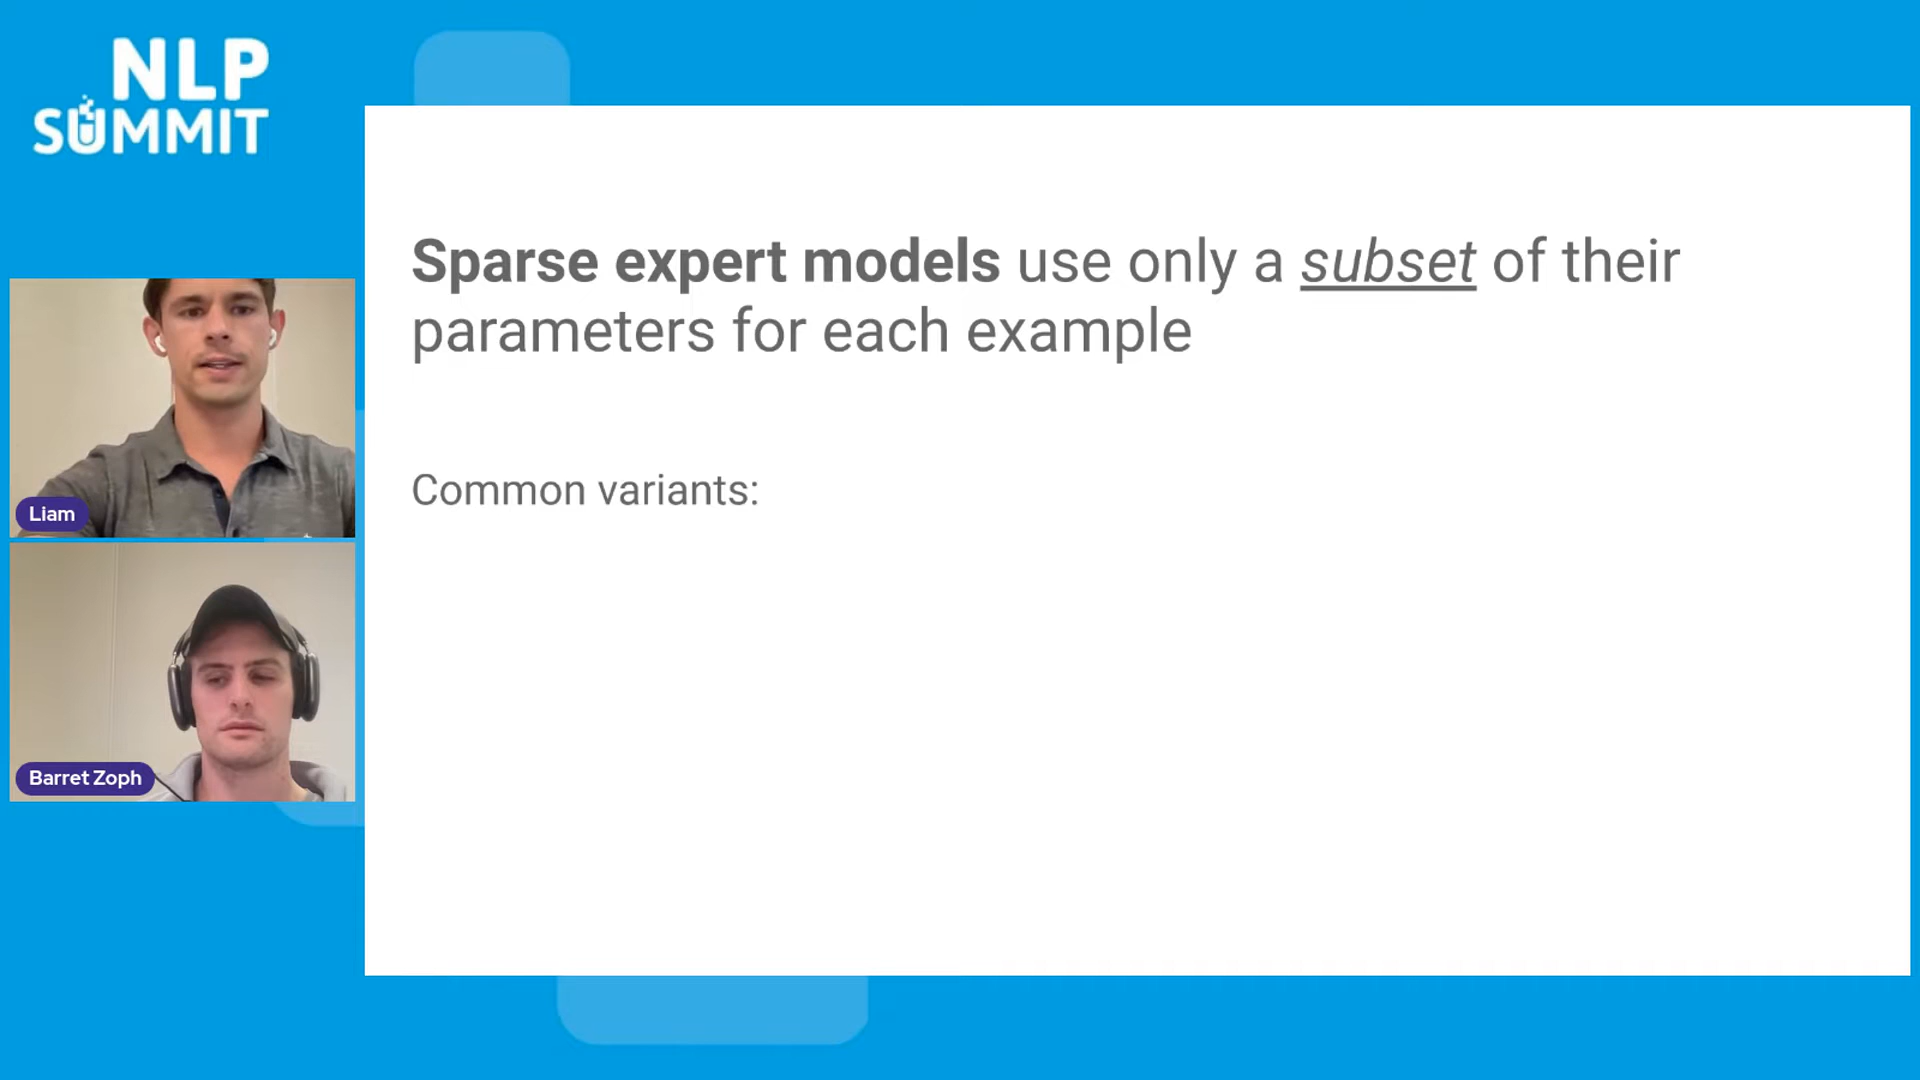 NLP
SUMMIT
Sparse expert models use only a subset of their
parameters for each example
Common variants:
Liam
Barret Zoph